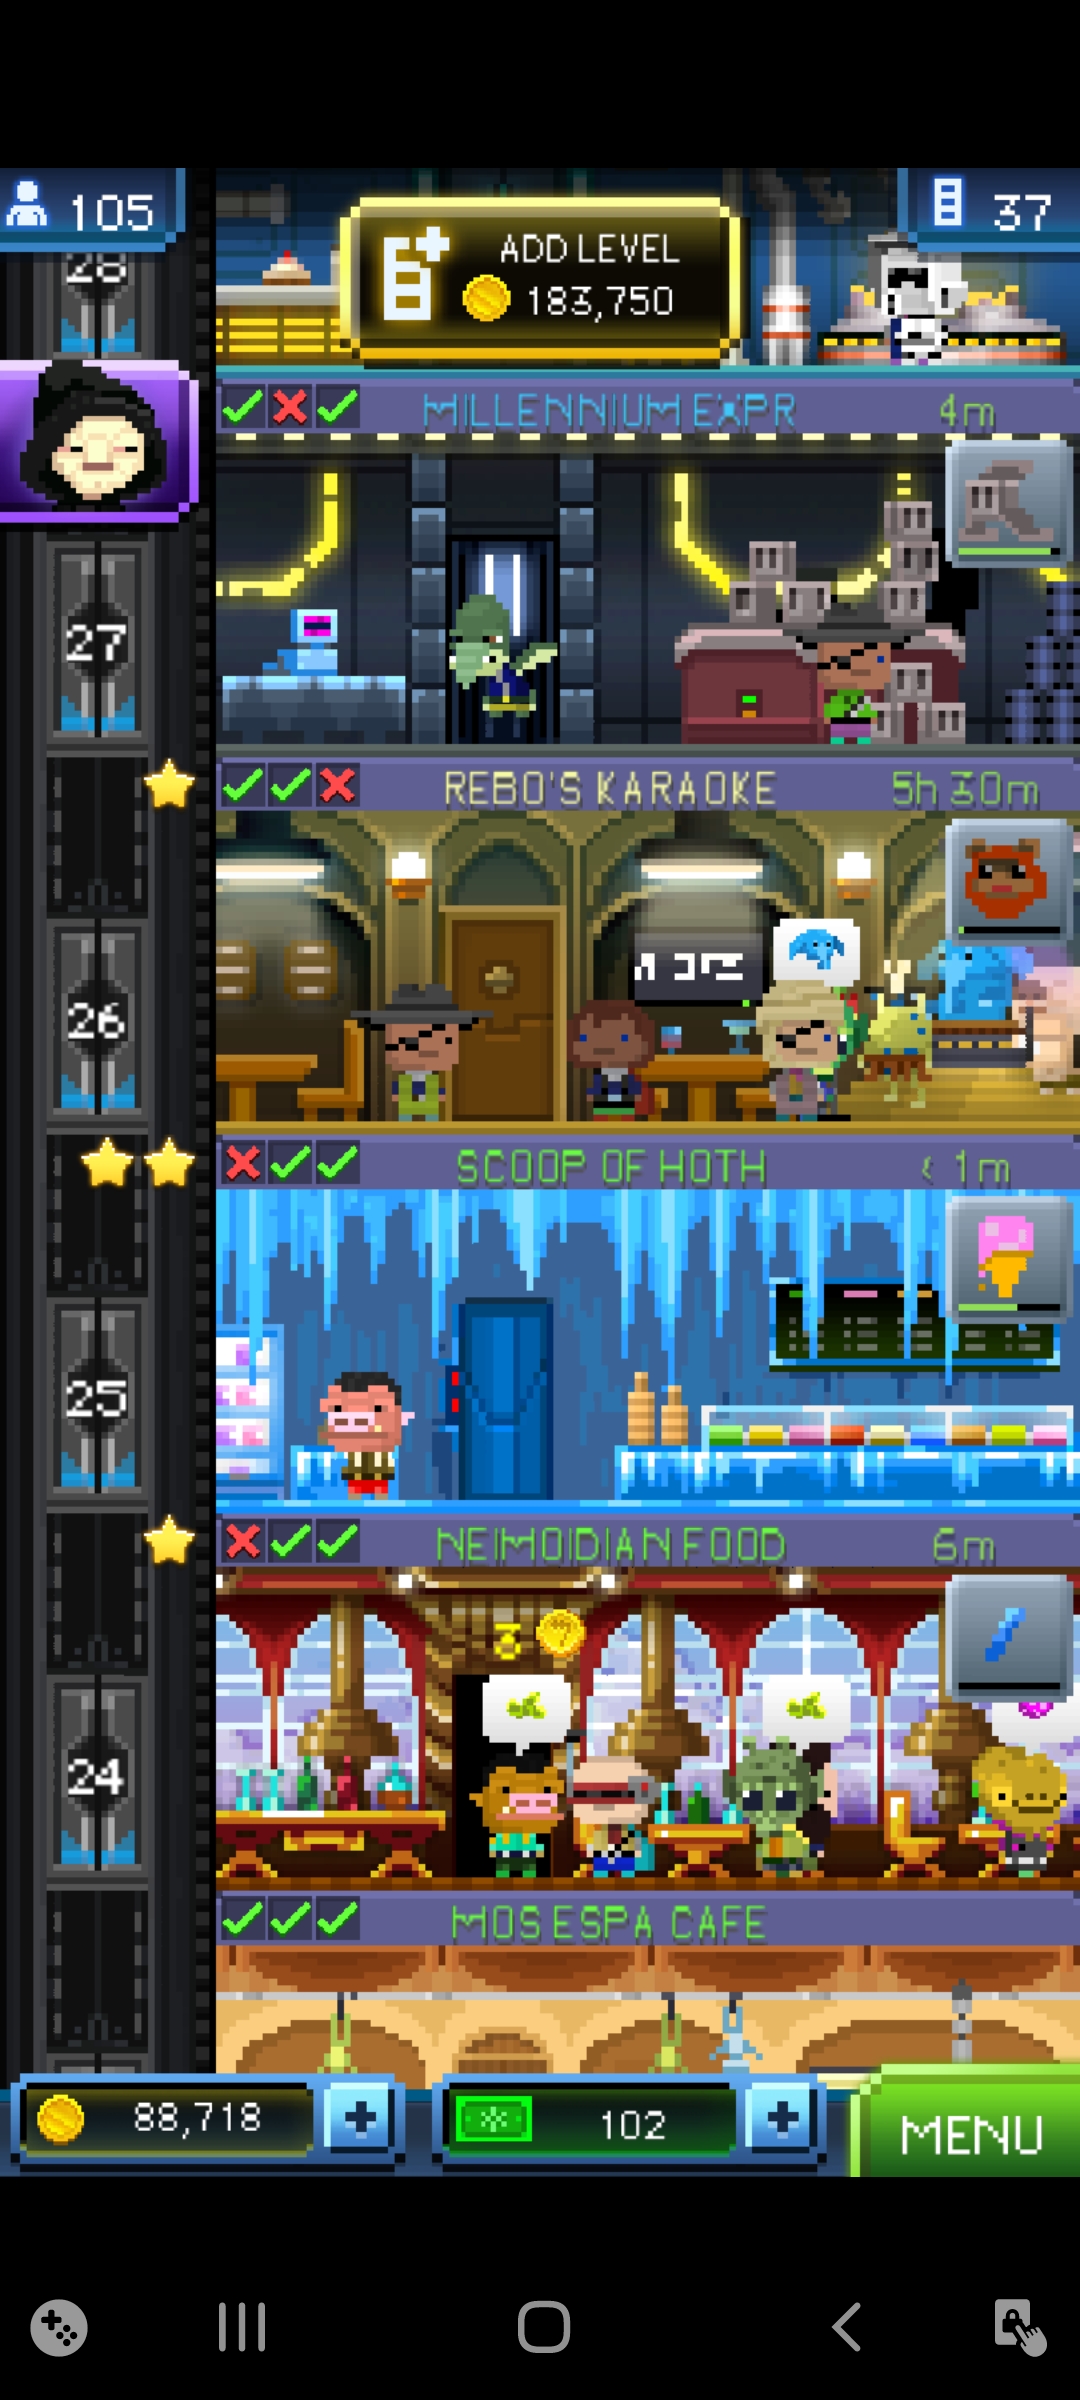 105
37
ADD LEVEL
183,750
28
MILLENNIUM EXPR 4m
27
REBO'S KARAOKE 5h 30m
26
SCOOP OF HOTH < 1m
25
NEIMOIDIAN FOOD 6m
3
24
MOS ESPA CAFE
88,718
102
MENU